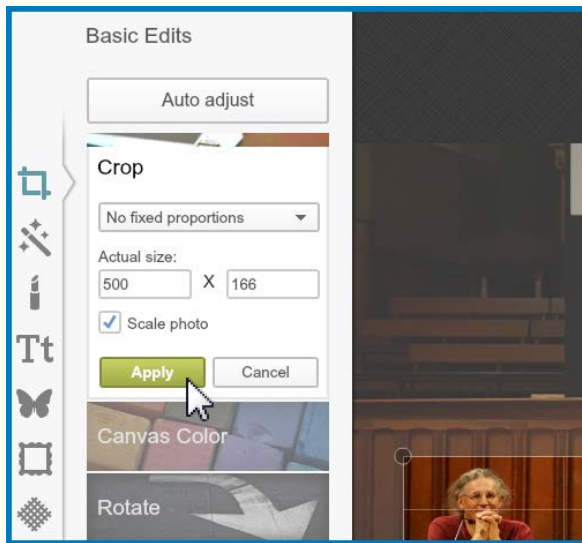 Basic Edits
Auto adjust
Crop
No fixed proportions
Actual size:
500 X 166
Scale photo
Tt
Apply Cancel
Canvas Color
Rotate